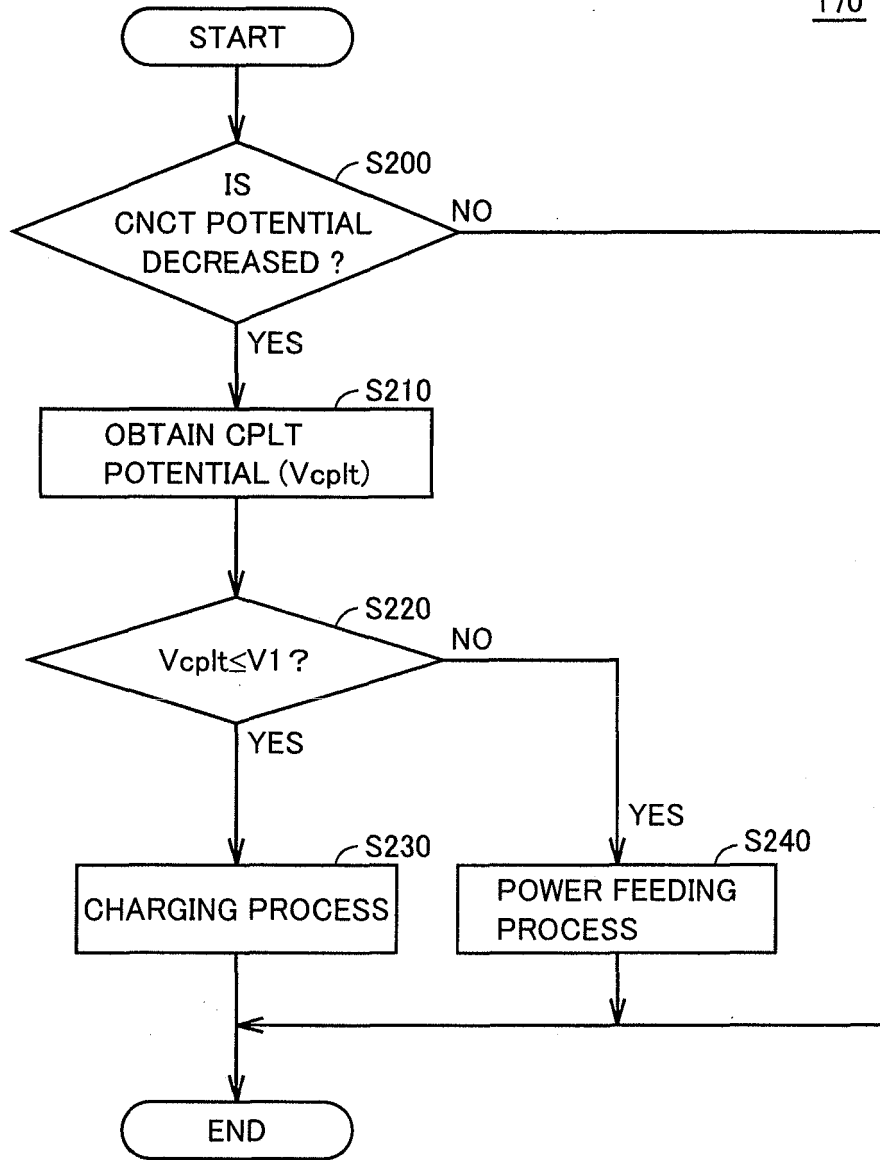 170
START
S200
IS
CNCT POTENTIAL
DECREASED ?
NO
YES
S210
OBTAIN CPLT
POTENTIAL (Vcplt)
S220
Vcplt≤V1 ?
NO
YES
YES
S230
S240
CHARGING PROCESS
POWER FEEDING
PROCESS
END